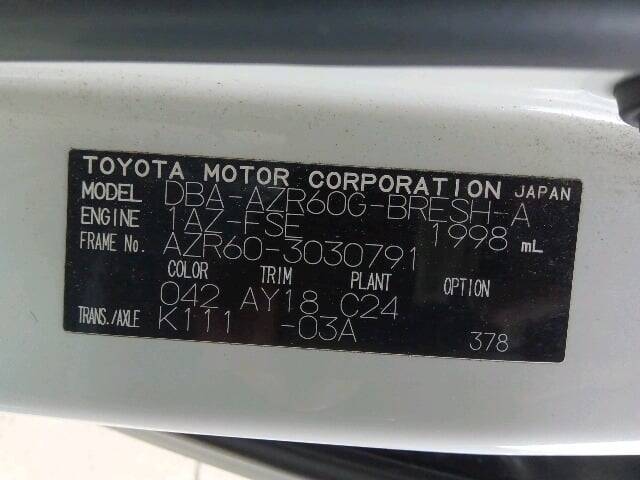 TOYOTA MOTOR CORPORATION JAPAN
MODEL DBA-AZR60G-BRESH-A
ENGINE 1AZ-FSE 1998 mL
FRAME No. AZR60-3030791
COLOR TRIM PLANT OPTION
042 AY18 C24
TRANS./AXLE K111 -03A
378